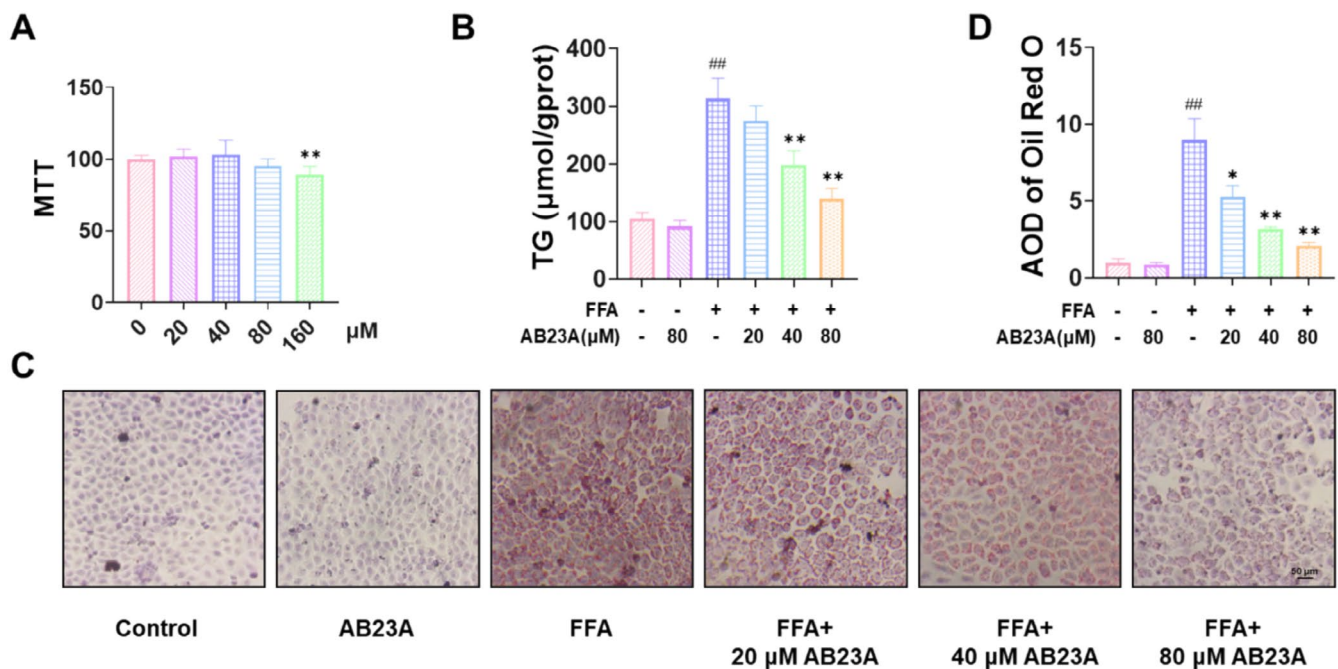 A
MTT
150
100
50
0
0 20 40 80 160 μM
B
TG (μmol/gprot)
400
300
200
100
0
##
**
**
FFA - - + + + +
AB23A(μM) - 80 - 20 40 80
D
AOD of Oil Red O
15
10
5
0
##
*
**
**
FFA - - + + + +
AB23A(μM) - 80 - 20 40 80
**
C
50 μm
Control AB23A FFA FFA+ FFA+ FFA+
20 μM AB23A 40 μM AB23A 80 μM AB23A